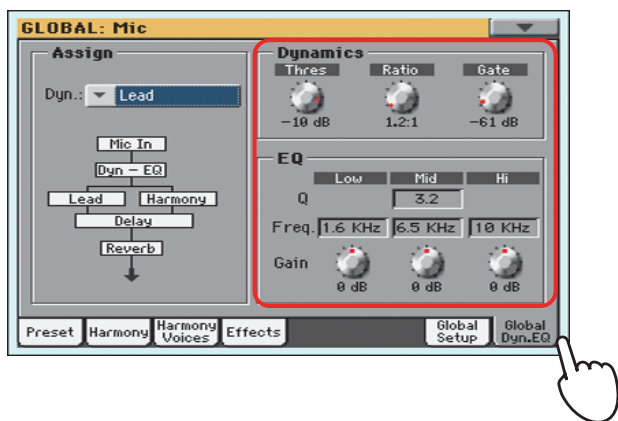 GLOBAL: Mic
Assign
Dyn.: Lead
Mic In
Dyn – EQ
Lead Harmony
Delay
Reverb
Dynamics
Thres Ratio Gate
-10 dB 1.2:1 -61 dB
EQ
Low Mid Hi
Q 3.2
Freq. 1.6 KHz 6.5 KHz 10 KHz
Gain
0 dB 0 dB 0 dB
Preset Harmony Harmony Voices Effects Global Setup Global Dyn.EQ